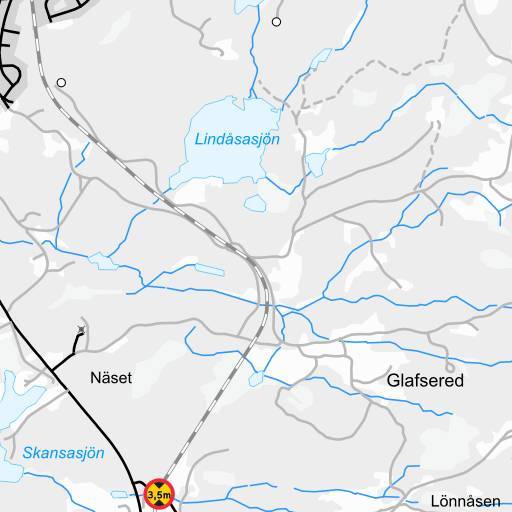 Lindåsasjön
Näset
Glafsered
Skansasjön
3,5m
Lönnåsen